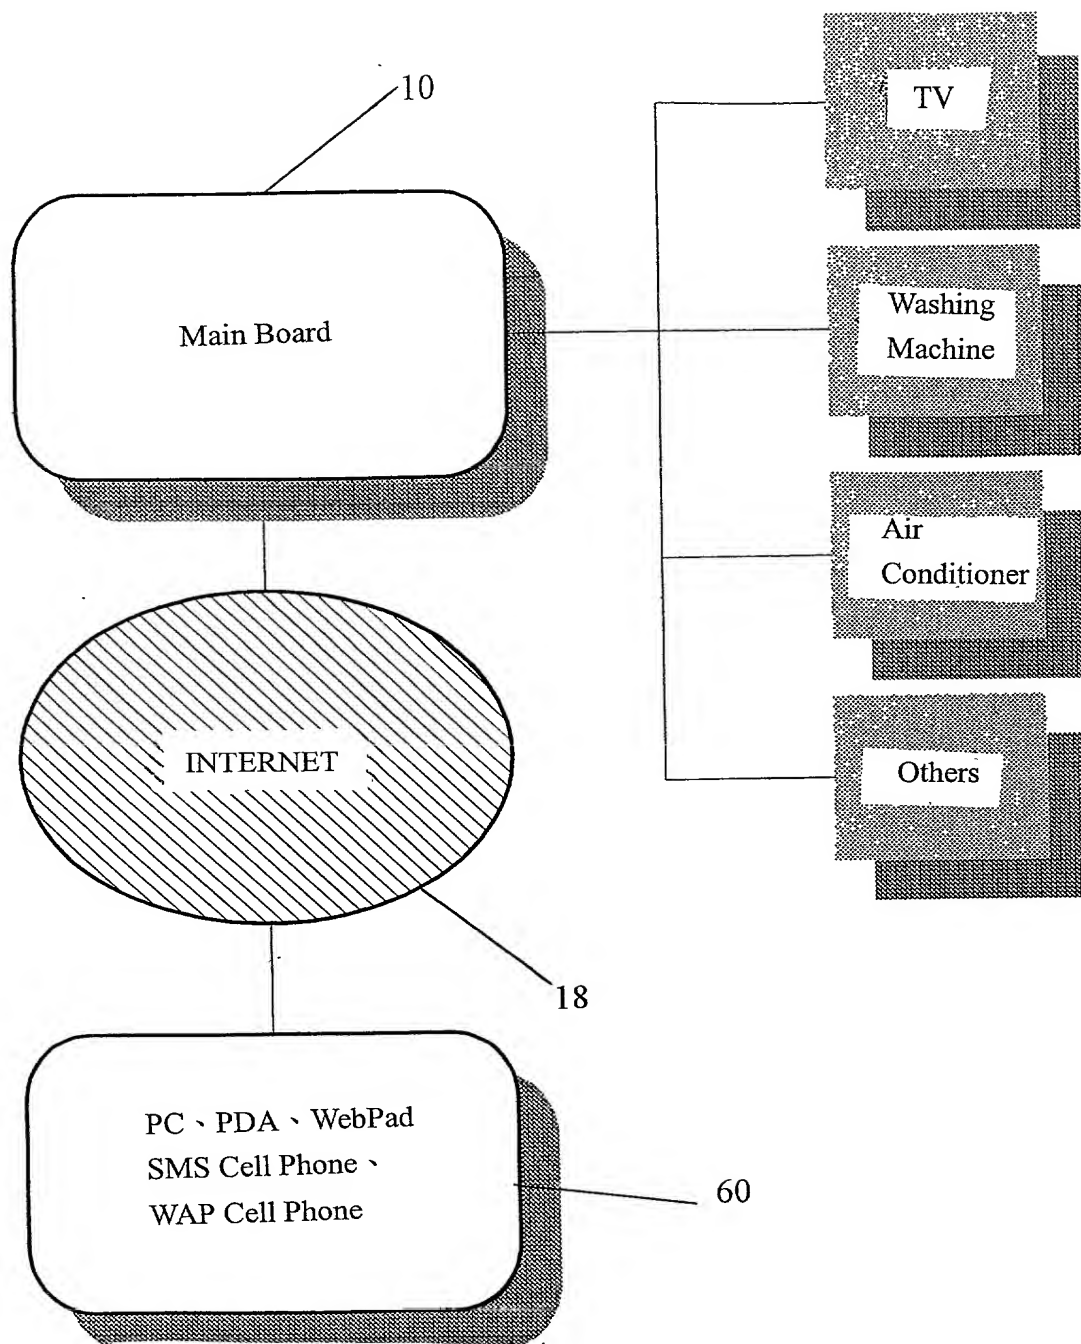 10
TV
Main Board
Washing
Machine
Air
Conditioner
INTERNET
Others
18
PC、PDA、WebPad
SMS Cell Phone、
WAP Cell Phone
60